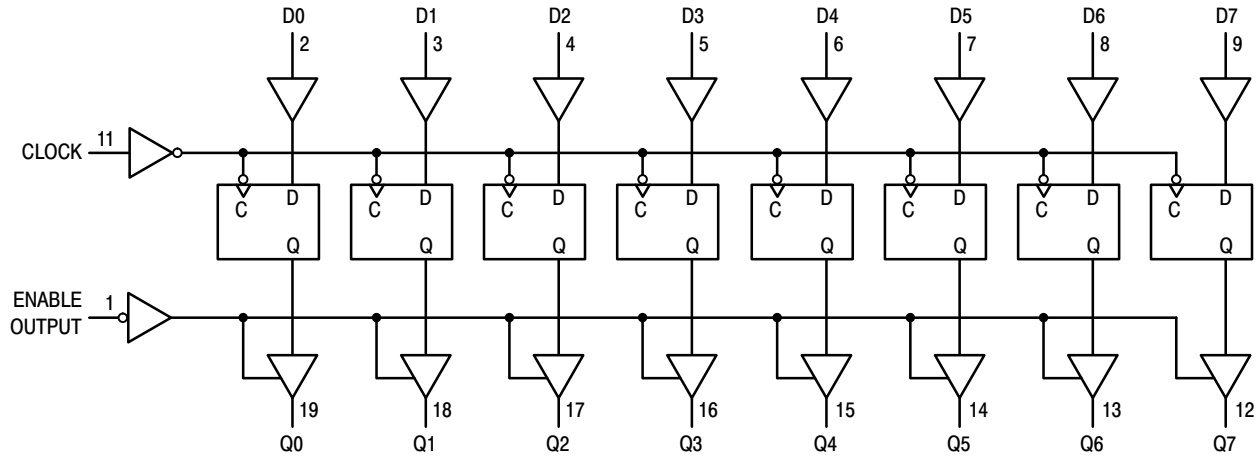 D0 D1 D2 D3 D4 D5 D6 D7
2 3 4 5 6 7 8 9
CLOCK 11
C D C D C D C D C D C D C D C D
Q Q Q Q Q Q Q Q
ENABLE
OUTPUT 1
19 18 17 16 15 14 13 12
Q0 Q1 Q2 Q3 Q4 Q5 Q6 Q7